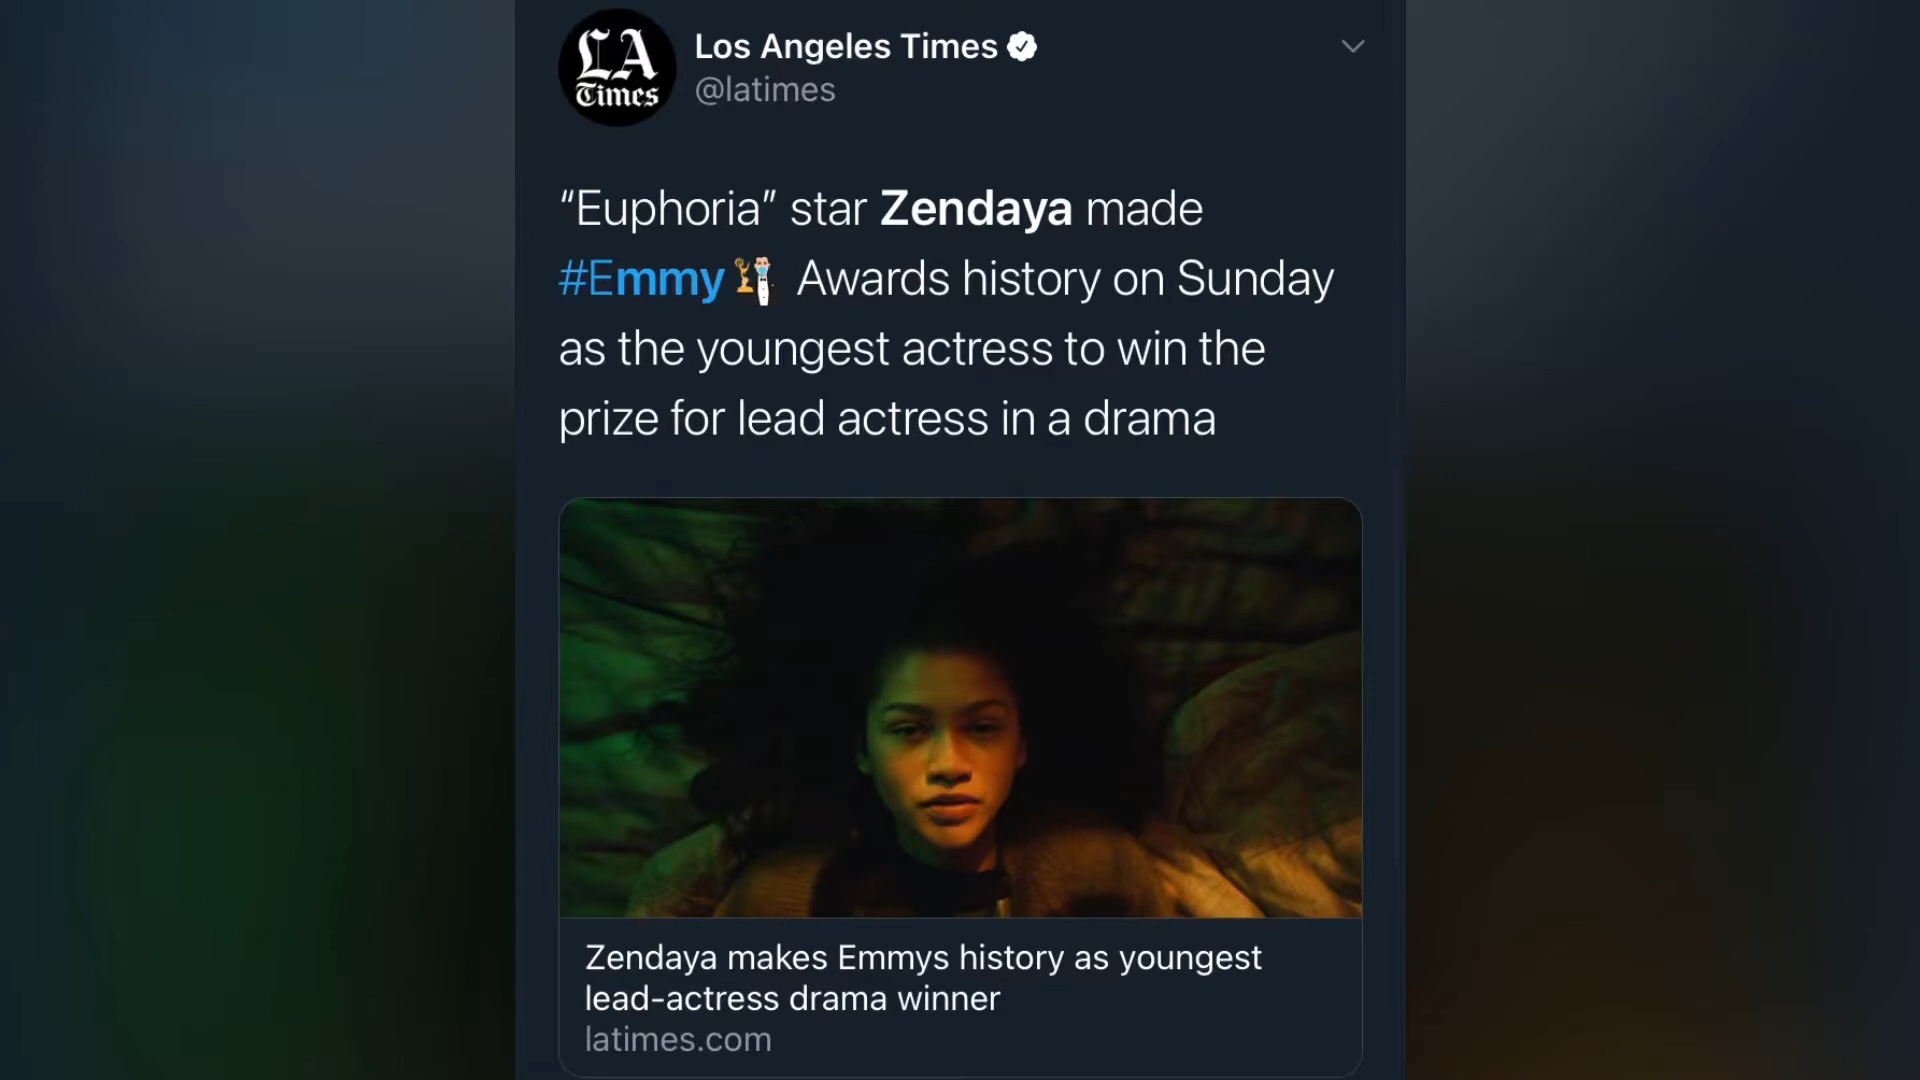 LA
Times
Los Angeles Times
@latimes
“Euphoria” star Zendaya made
#Emmy Awards history on Sunday
as the youngest actress to win the
prize for lead actress in a drama
Zendaya makes Emmys history as youngest
lead-actress drama winner
latimes.com